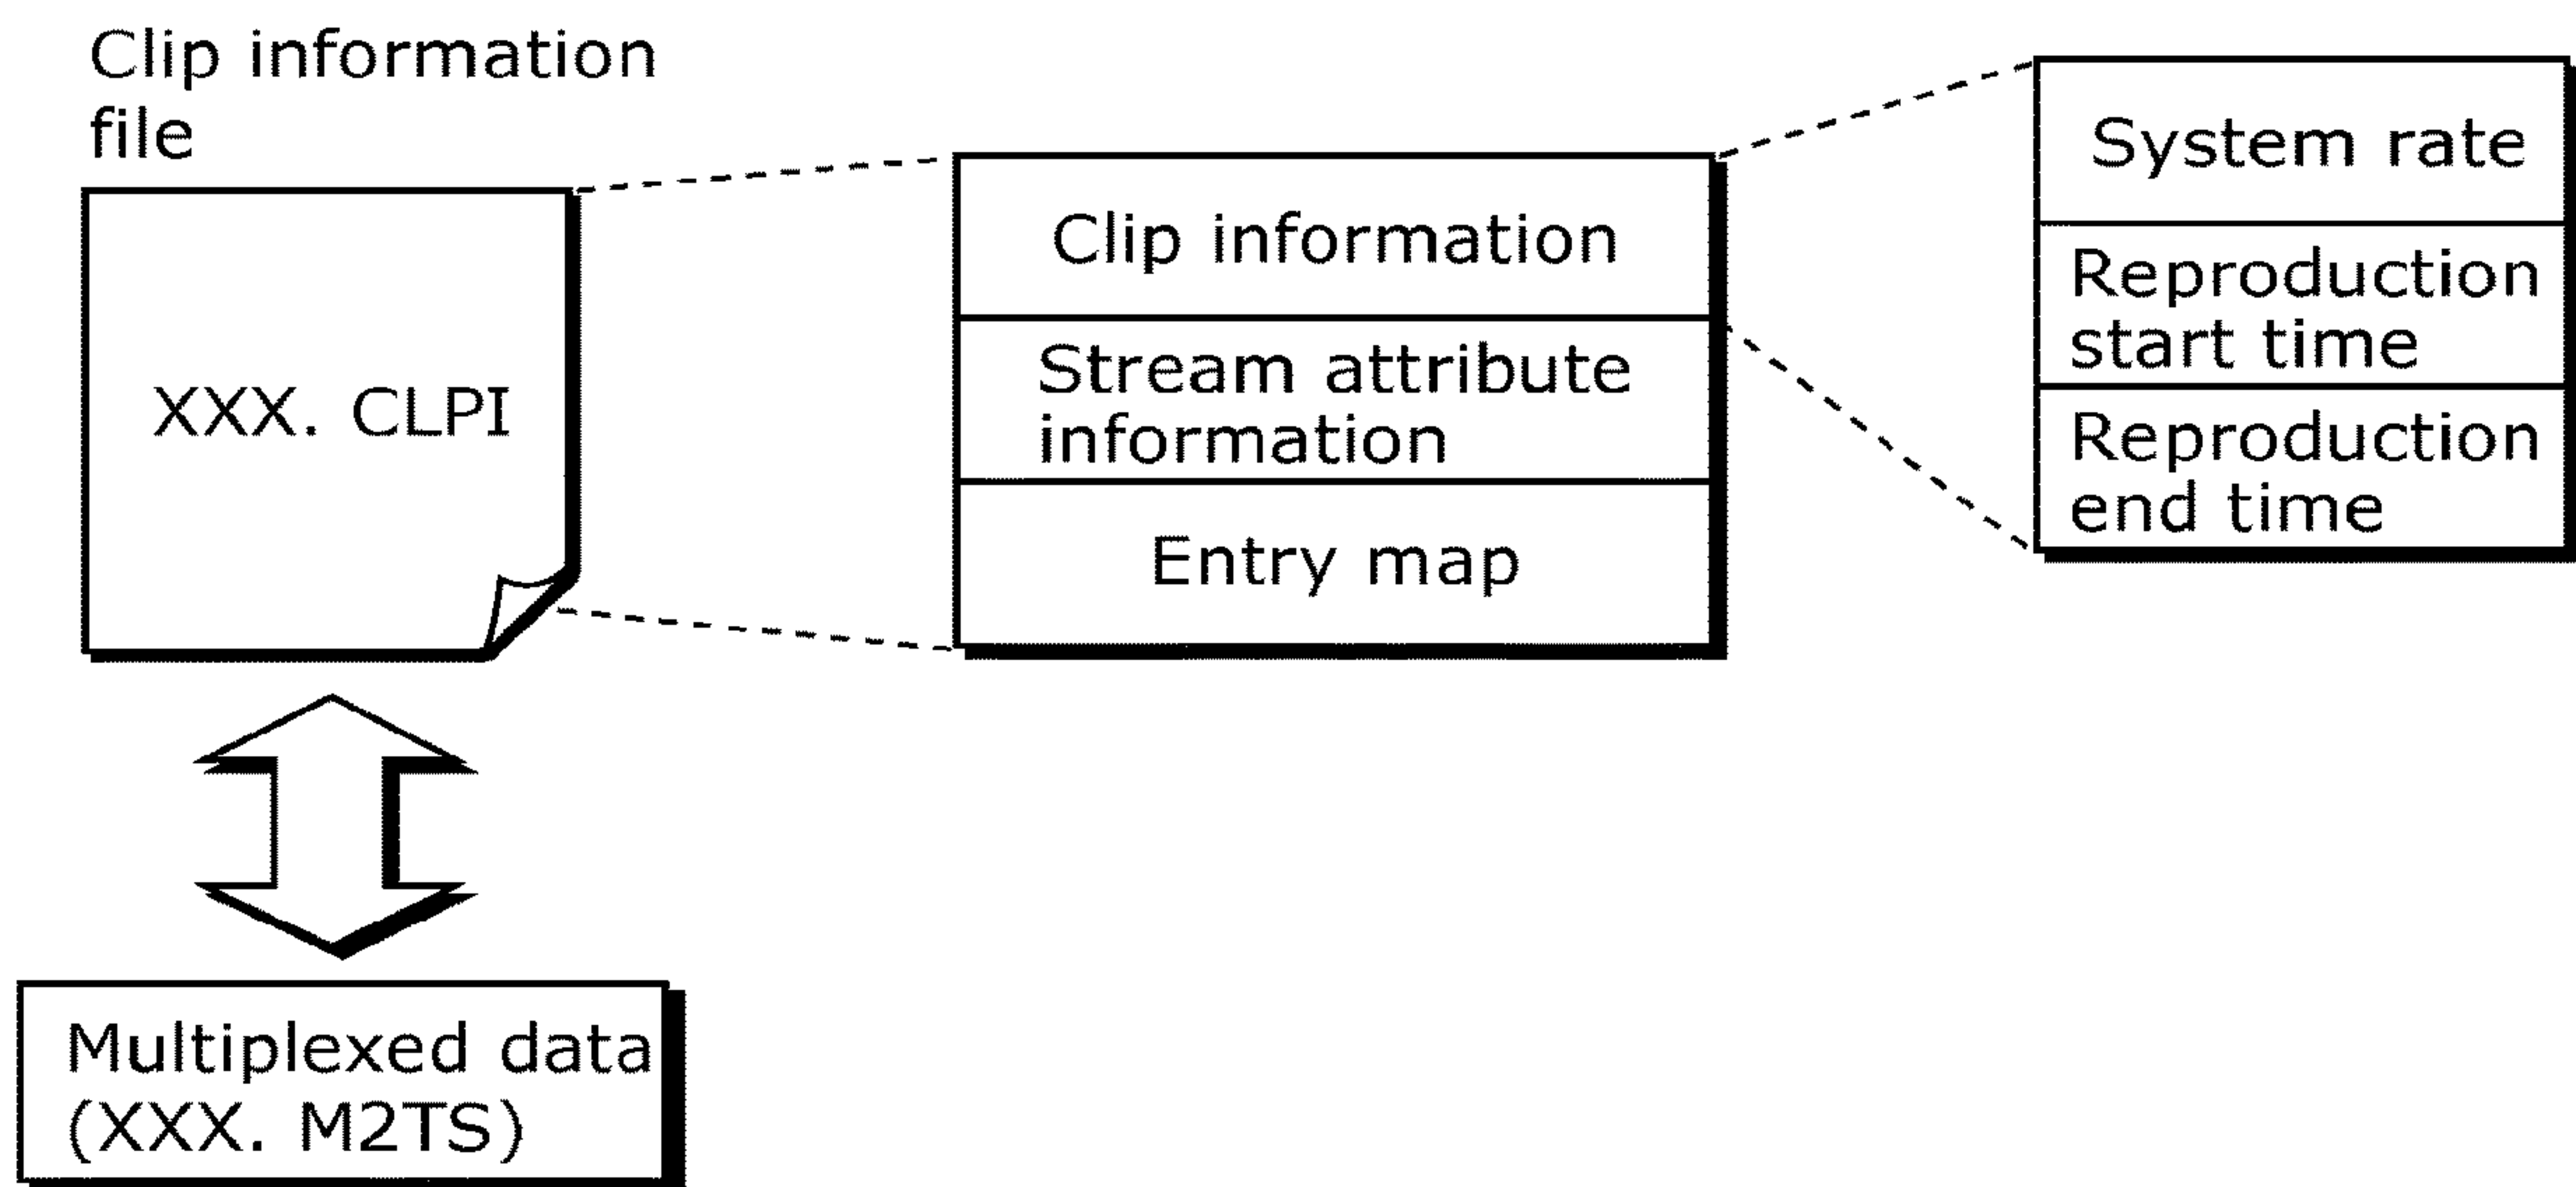 Clip information
file
XXX. CLPI
Clip information
Stream attribute
information
Entry map
System rate
Reproduction
start time
Reproduction
end time
Multiplexed data
(XXX. M2TS)